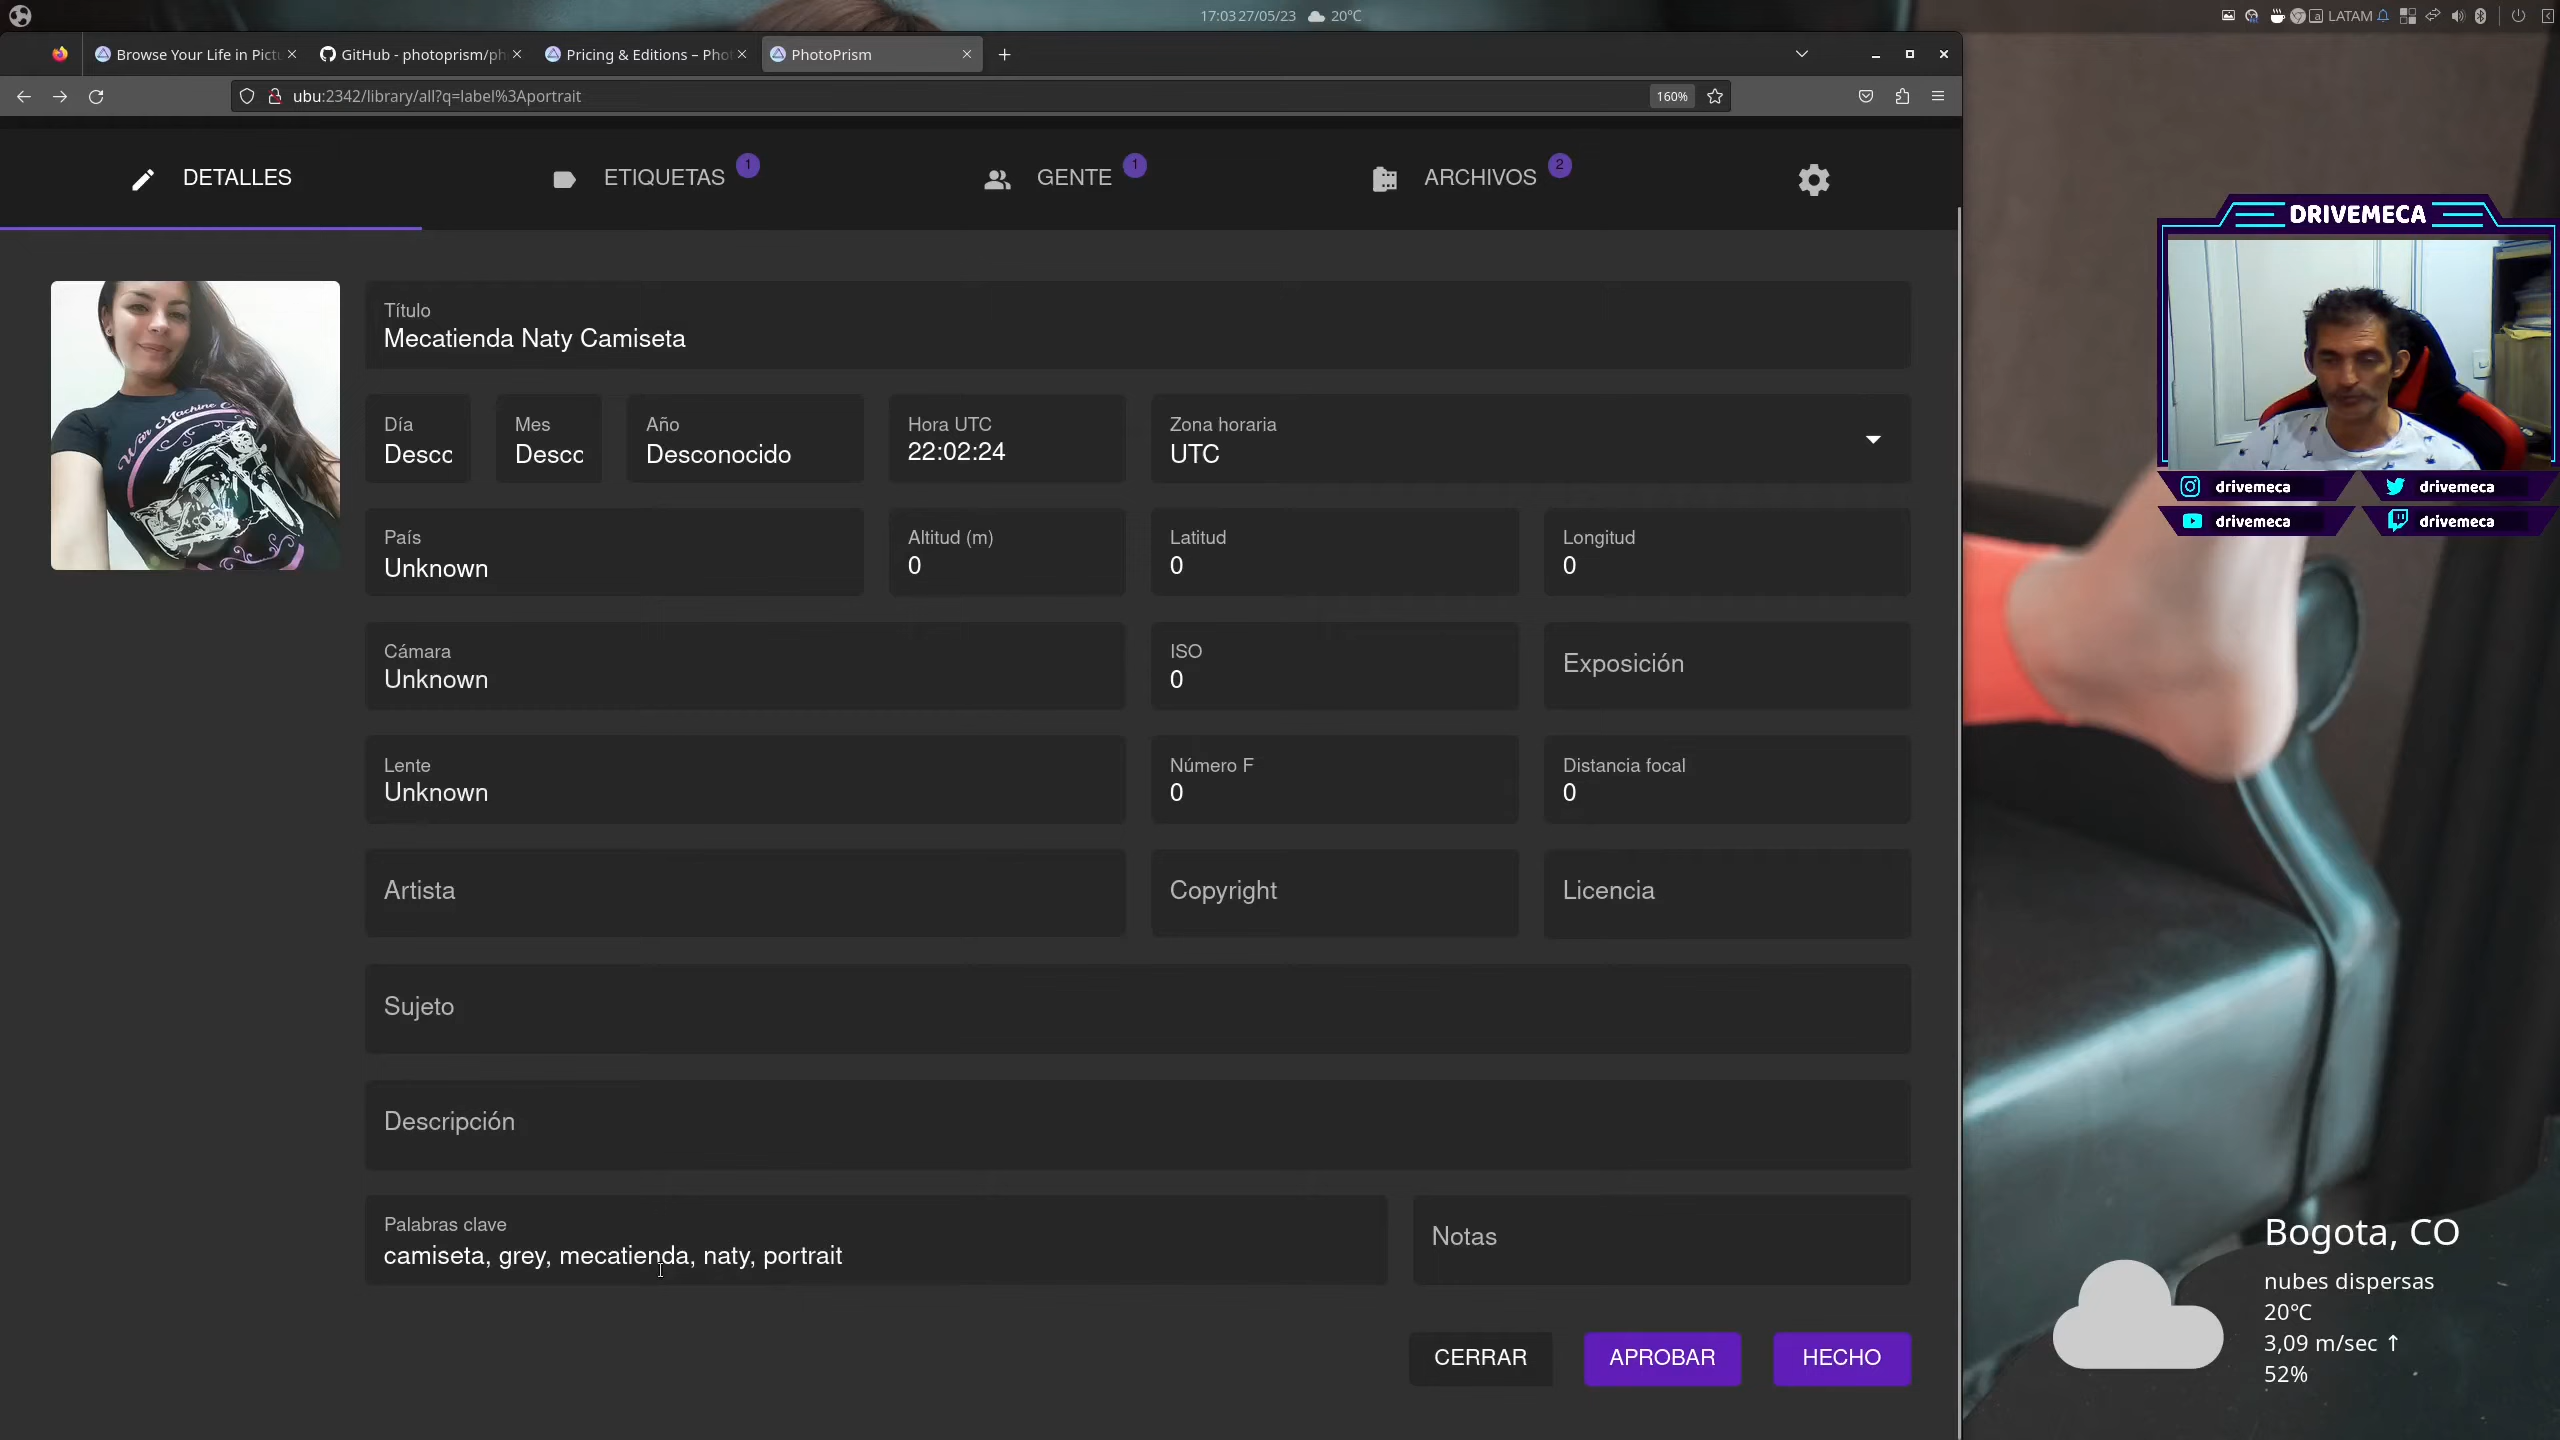 17:03 27/05/23 20°C
LATAM
Browse Your Life in Pict
GitHub - photoprism/ph
Pricing & Editions – Pho
PhotoPrism
ubu:2342/library/all?q=label%3Aportrait
160%
DETALLES
ETIQUETAS 1
GENTE 1
ARCHIVOS 2
DRIVEMECA
drivemeca
drivemeca
drivemeca
drivemeca
War Machine
Título
Mecatienda Naty Camiseta
Día
Desco
Mes
Desco
Año
Desconocido
Hora UTC
22:02:24
Zona horaria
UTC
País
Unknown
Altitud (m)
0
Latitud
0
Longitud
0
Cámara
Unknown
ISO
0
Exposición
Lente
Unknown
Número F
0
Distancia focal
0
Artista
Copyright
Licencia
Sujeto
Descripción
Palabras clave
camiseta, grey, mecatienda, naty, portrait
Notas
CERRAR
APROBAR
HECHO
Bogota, CO
nubes dispersas
20°C
3,09 m/sec ↑
52%